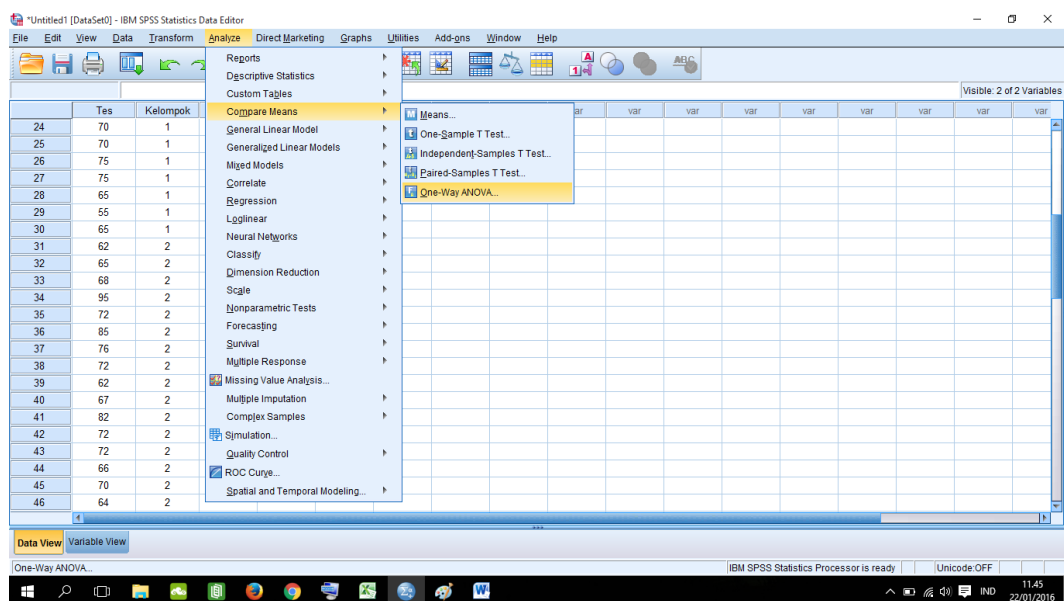 *Untitled1 [DataSet0] - IBM SPSS Statistics Data Editor
File Edit View Data Transform Analyze Direct Marketing Graphs Utilities Add-ons Window Help
Visible: 2 of 2 Variables
Tes Kelompok var var var var var var var
24 70 1
25 70 1
26 75 1
27 75 1
28 65 1
29 55 1
30 65 1
31 62 2
32 65 2
33 68 2
34 95 2
35 72 2
36 85 2
37 76 2
38 72 2
39 62 2
40 67 2
41 82 2
42 72 2
43 72 2
44 66 2
45 70 2
46 64 2
Reports
Descriptive Statistics
Custom Tables
Compare Means
General Linear Model
Generalized Linear Models
Mixed Models
Correlate
Regression
Loglinear
Neural Networks
Classify
Dimension Reduction
Scale
Nonparametric Tests
Forecasting
Survival
Multiple Response
Missing Value Analysis...
Multiple Imputation
Complex Samples
Simulation...
Quality Control
ROC Curve...
Spatial and Temporal Modeling...
Means...
One-Sample T Test...
Independent-Samples T Test...
Paired-Samples T Test...
One-Way ANOVA...
Data View Variable View
One-Way ANOVA... IBM SPSS Statistics Processor is ready Unicode:OFF
IND 11.45
22/01/2016